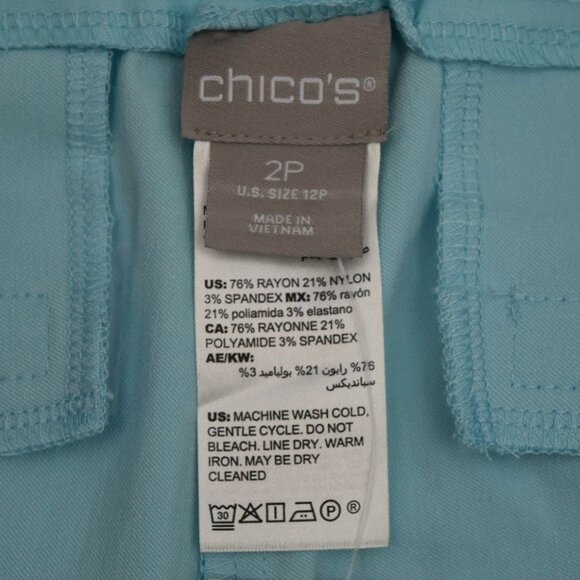 chico's®
2P
U.S. SIZE 12P
MADE IN
VIETNAM
US: 76% RAYON 21% NYLON
3% SPANDEX MX: 76% rayón
21% poliamida 3% elastano
CA: 76% RAYONNE 21%
POLYAMIDE 3% SPANDEX
AE/KW:
76% رايون 21% بولياميد 3%
سباندیکس
US: MACHINE WASH COLD,
GENTLE CYCLE. DO NOT
BLEACH. LINE DRY. WARM
IRON. MAY BE DRY
CLEANED
30 P ®